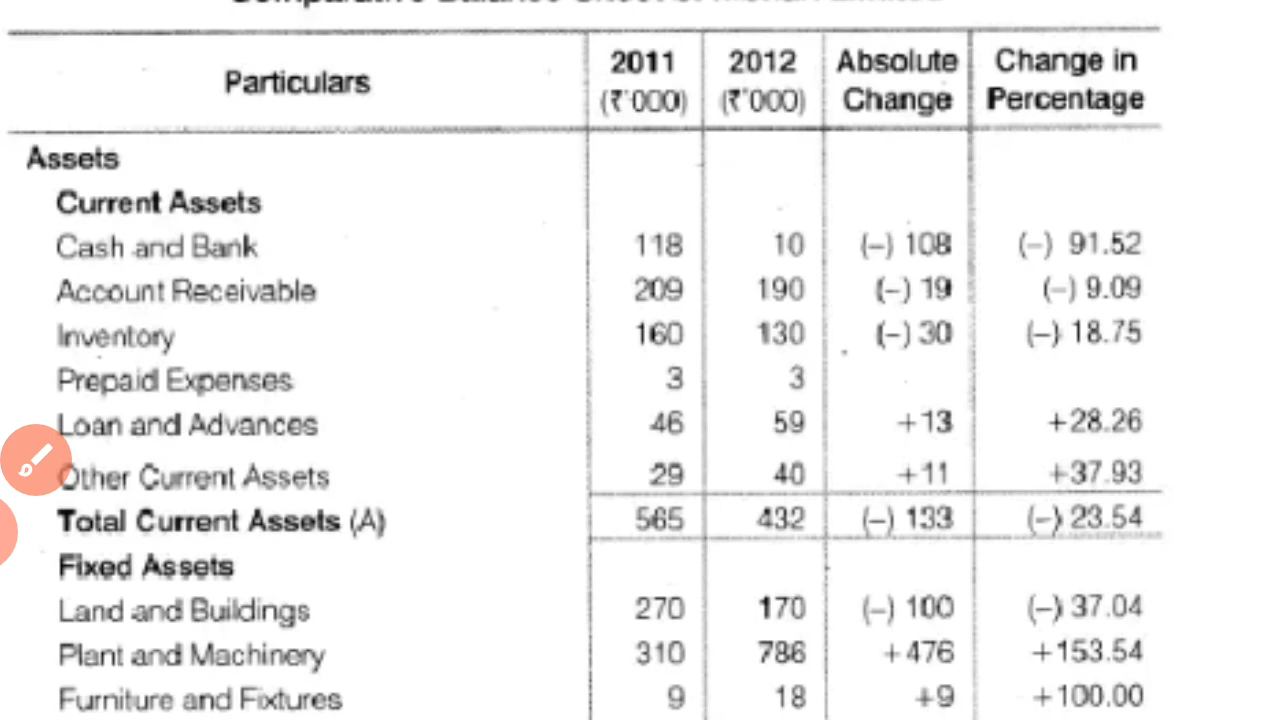 Particulars 2011 (₹'000) 2012 (₹'000) Absolute Change Change in Percentage
Assets
Current Assets
Cash and Bank 118 10 (–) 108 (–) 91.52
Account Receivable 209 190 (–) 19 (–) 9.09
Inventory 160 130 (–) 30 (–) 18.75
Prepaid Expenses 3 3
Loan and Advances 46 59 +13 +28.26
Other Current Assets 29 40 +11 +37.93
Total Current Assets (A) 565 432 (–) 133 (–) 23.54
Fixed Assets
Land and Buildings 270 170 (–) 100 (–) 37.04
Plant and Machinery 310 786 +476 +153.54
Furniture and Fixtures 9 18 +9 +100.00